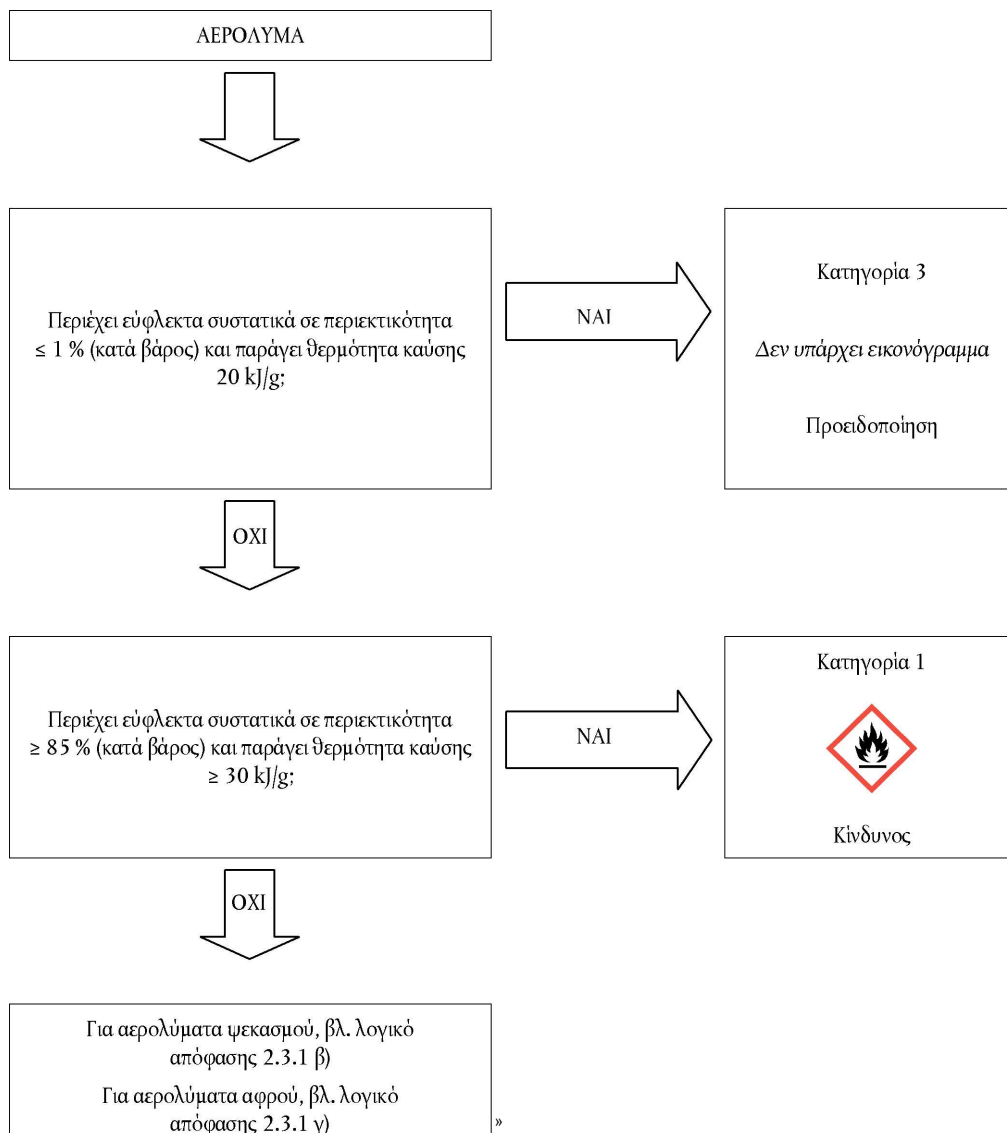 ΑΕΡΟΛΥΜΑ
Περιέχει εύφλεκτα συστατικά σε περιεκτικότητα
≤ 1 % (κατά βάρος) και παράγει θερμότητα καύσης
20 kJ/g;
ΝΑΙ
Κατηγορία 3
Δεν υπάρχει εικονόγραμμα
Προειδοποίηση
ΟΧΙ
Περιέχει εύφλεκτα συστατικά σε περιεκτικότητα
≥ 85 % (κατά βάρος) και παράγει θερμότητα καύσης
≥ 30 kJ/g;
ΝΑΙ
Κατηγορία 1
Κίνδυνος
ΟΧΙ
Για αερολύματα ψεκασμού, βλ. λογικό
απόφασης 2.3.1 β)
Για αερολύματα αφρού, βλ. λογικό
απόφασης 2.3.1 γ)
»